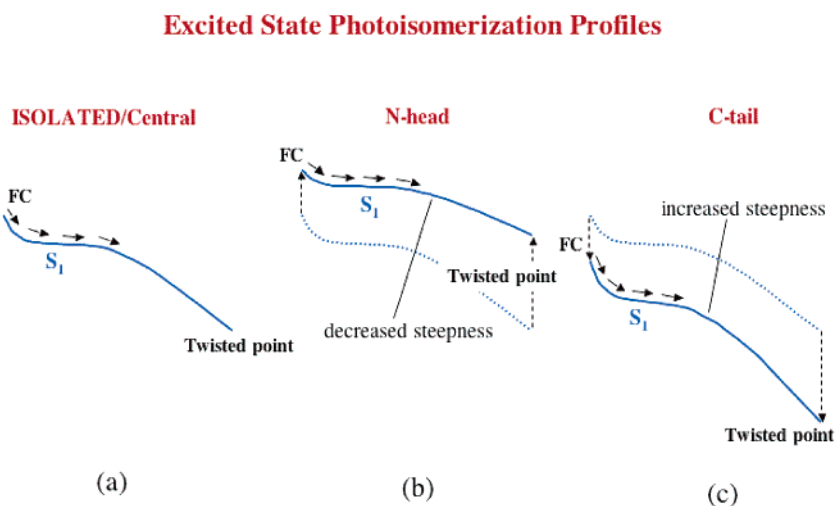 Excited State Photoisomerization Profiles
ISOLATED/Central
FC
S1
Twisted point
(a)
N-head
FC
S1
Twisted point
decreased steepness
(b)
C-tail
increased steepness
FC
S1
Twisted point
(c)